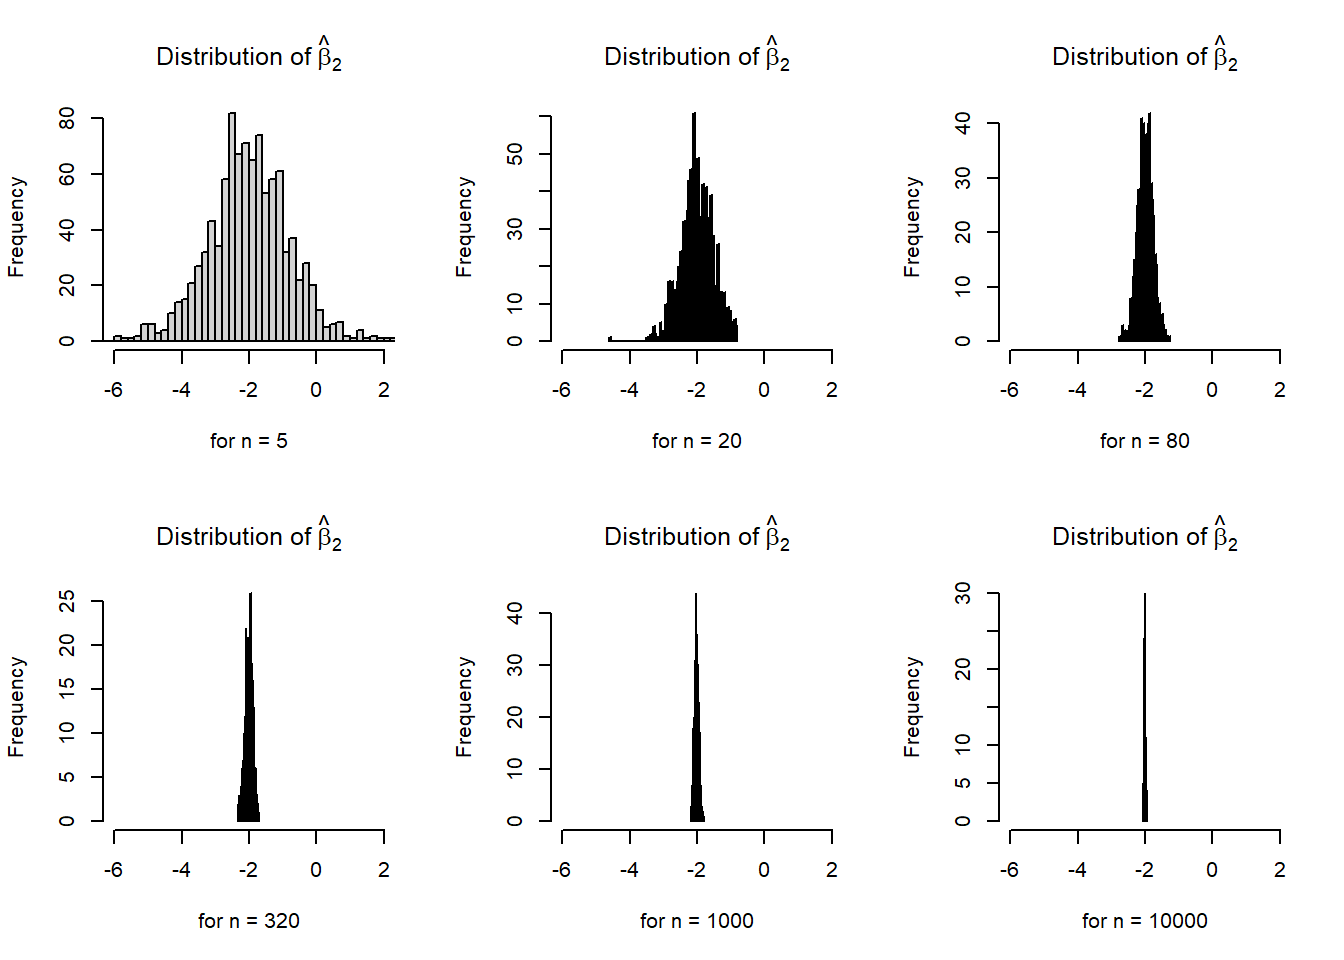 Distribution of β̂₂
Frequency
0 20 40 60 80
-6 -4 -2 0 2
for n = 5
Distribution of β̂₂
Frequency
0 10 30 50
-6 -4 -2 0 2
for n = 20
Distribution of β̂₂
Frequency
0 10 20 30 40
-6 -4 -2 0 2
for n = 80
Distribution of β̂₂
Frequency
0 5 10 15 20 25
-6 -4 -2 0 2
for n = 320
Distribution of β̂₂
Frequency
0 10 20 30 40
-6 -4 -2 0 2
for n = 1000
Distribution of β̂₂
Frequency
0 5 10 20 30
-6 -4 -2 0 2
for n = 10000